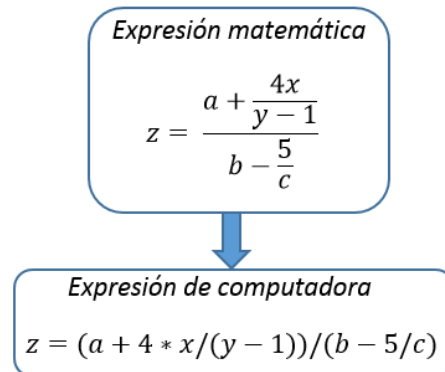 Expresión matemática
z = (a + 4x/(y − 1))/(b − 5/c)
Expresión de computadora
z = (a + 4 * x/(y − 1))/(b − 5/c)